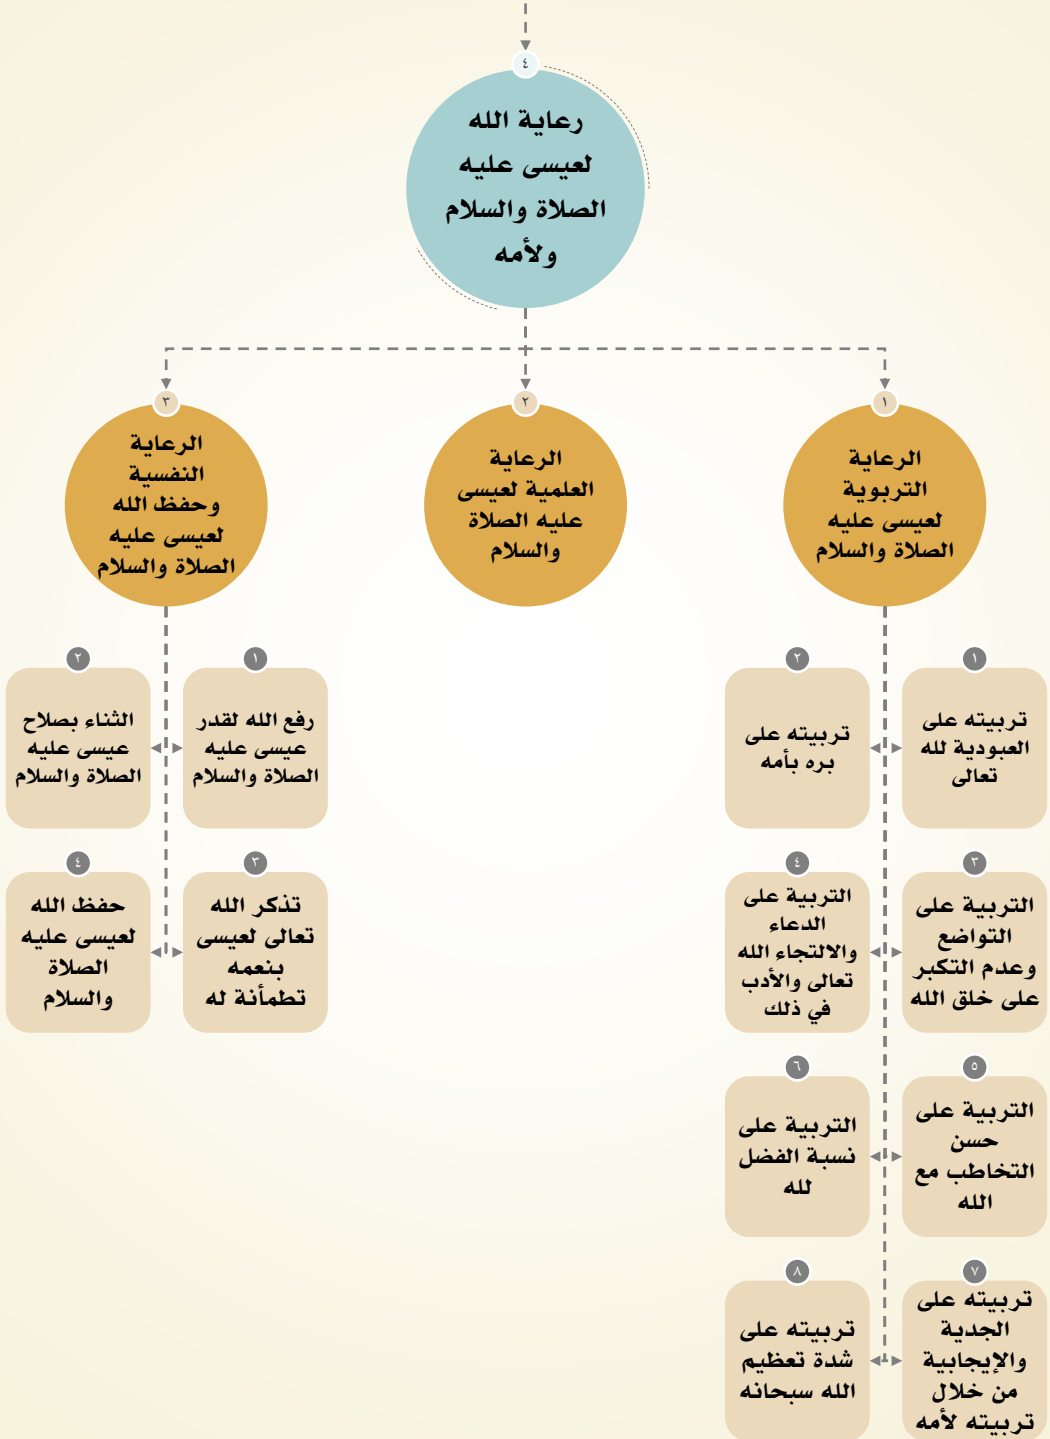 ٤
رعاية الله
لعيسى عليه
الصلاة والسلام
ولأمه
١
الرعاية
التربوية
لعيسى عليه
الصلاة والسلام
٢
الرعاية
العلمية لعيسى
عليه الصلاة
والسلام
٣
الرعاية
النفسية
وحفظ الله
لعيسى عليه
الصلاة والسلام
١
تربيته على
العبودية لله
تعالى
٢
تربيته على
بره بأمه
٣
التربية على
التواضع
وعدم التكبر
على خلق الله
٤
التربية على
الدعاء
والالتجاء الله
تعالى والأدب
في ذلك
٥
التربية على
حسن
التخاطب مع
الله
٦
التربية على
نسبة الفضل
لله
٧
تربيته على
الجدية
والإيجابية
من خلال
تربيته لأمه
٨
تربيته على
شدة تعظيم
الله سبحانه
١
رفع الله لقدر
عيسى عليه
الصلاة والسلام
٢
الثناء بصلاح
عيسى عليه
الصلاة والسلام
٣
تذكر الله
تعالى لعيسى
بنعمه
تطمأنة له
٤
حفظ الله
لعيسى عليه
الصلاة
والسلام